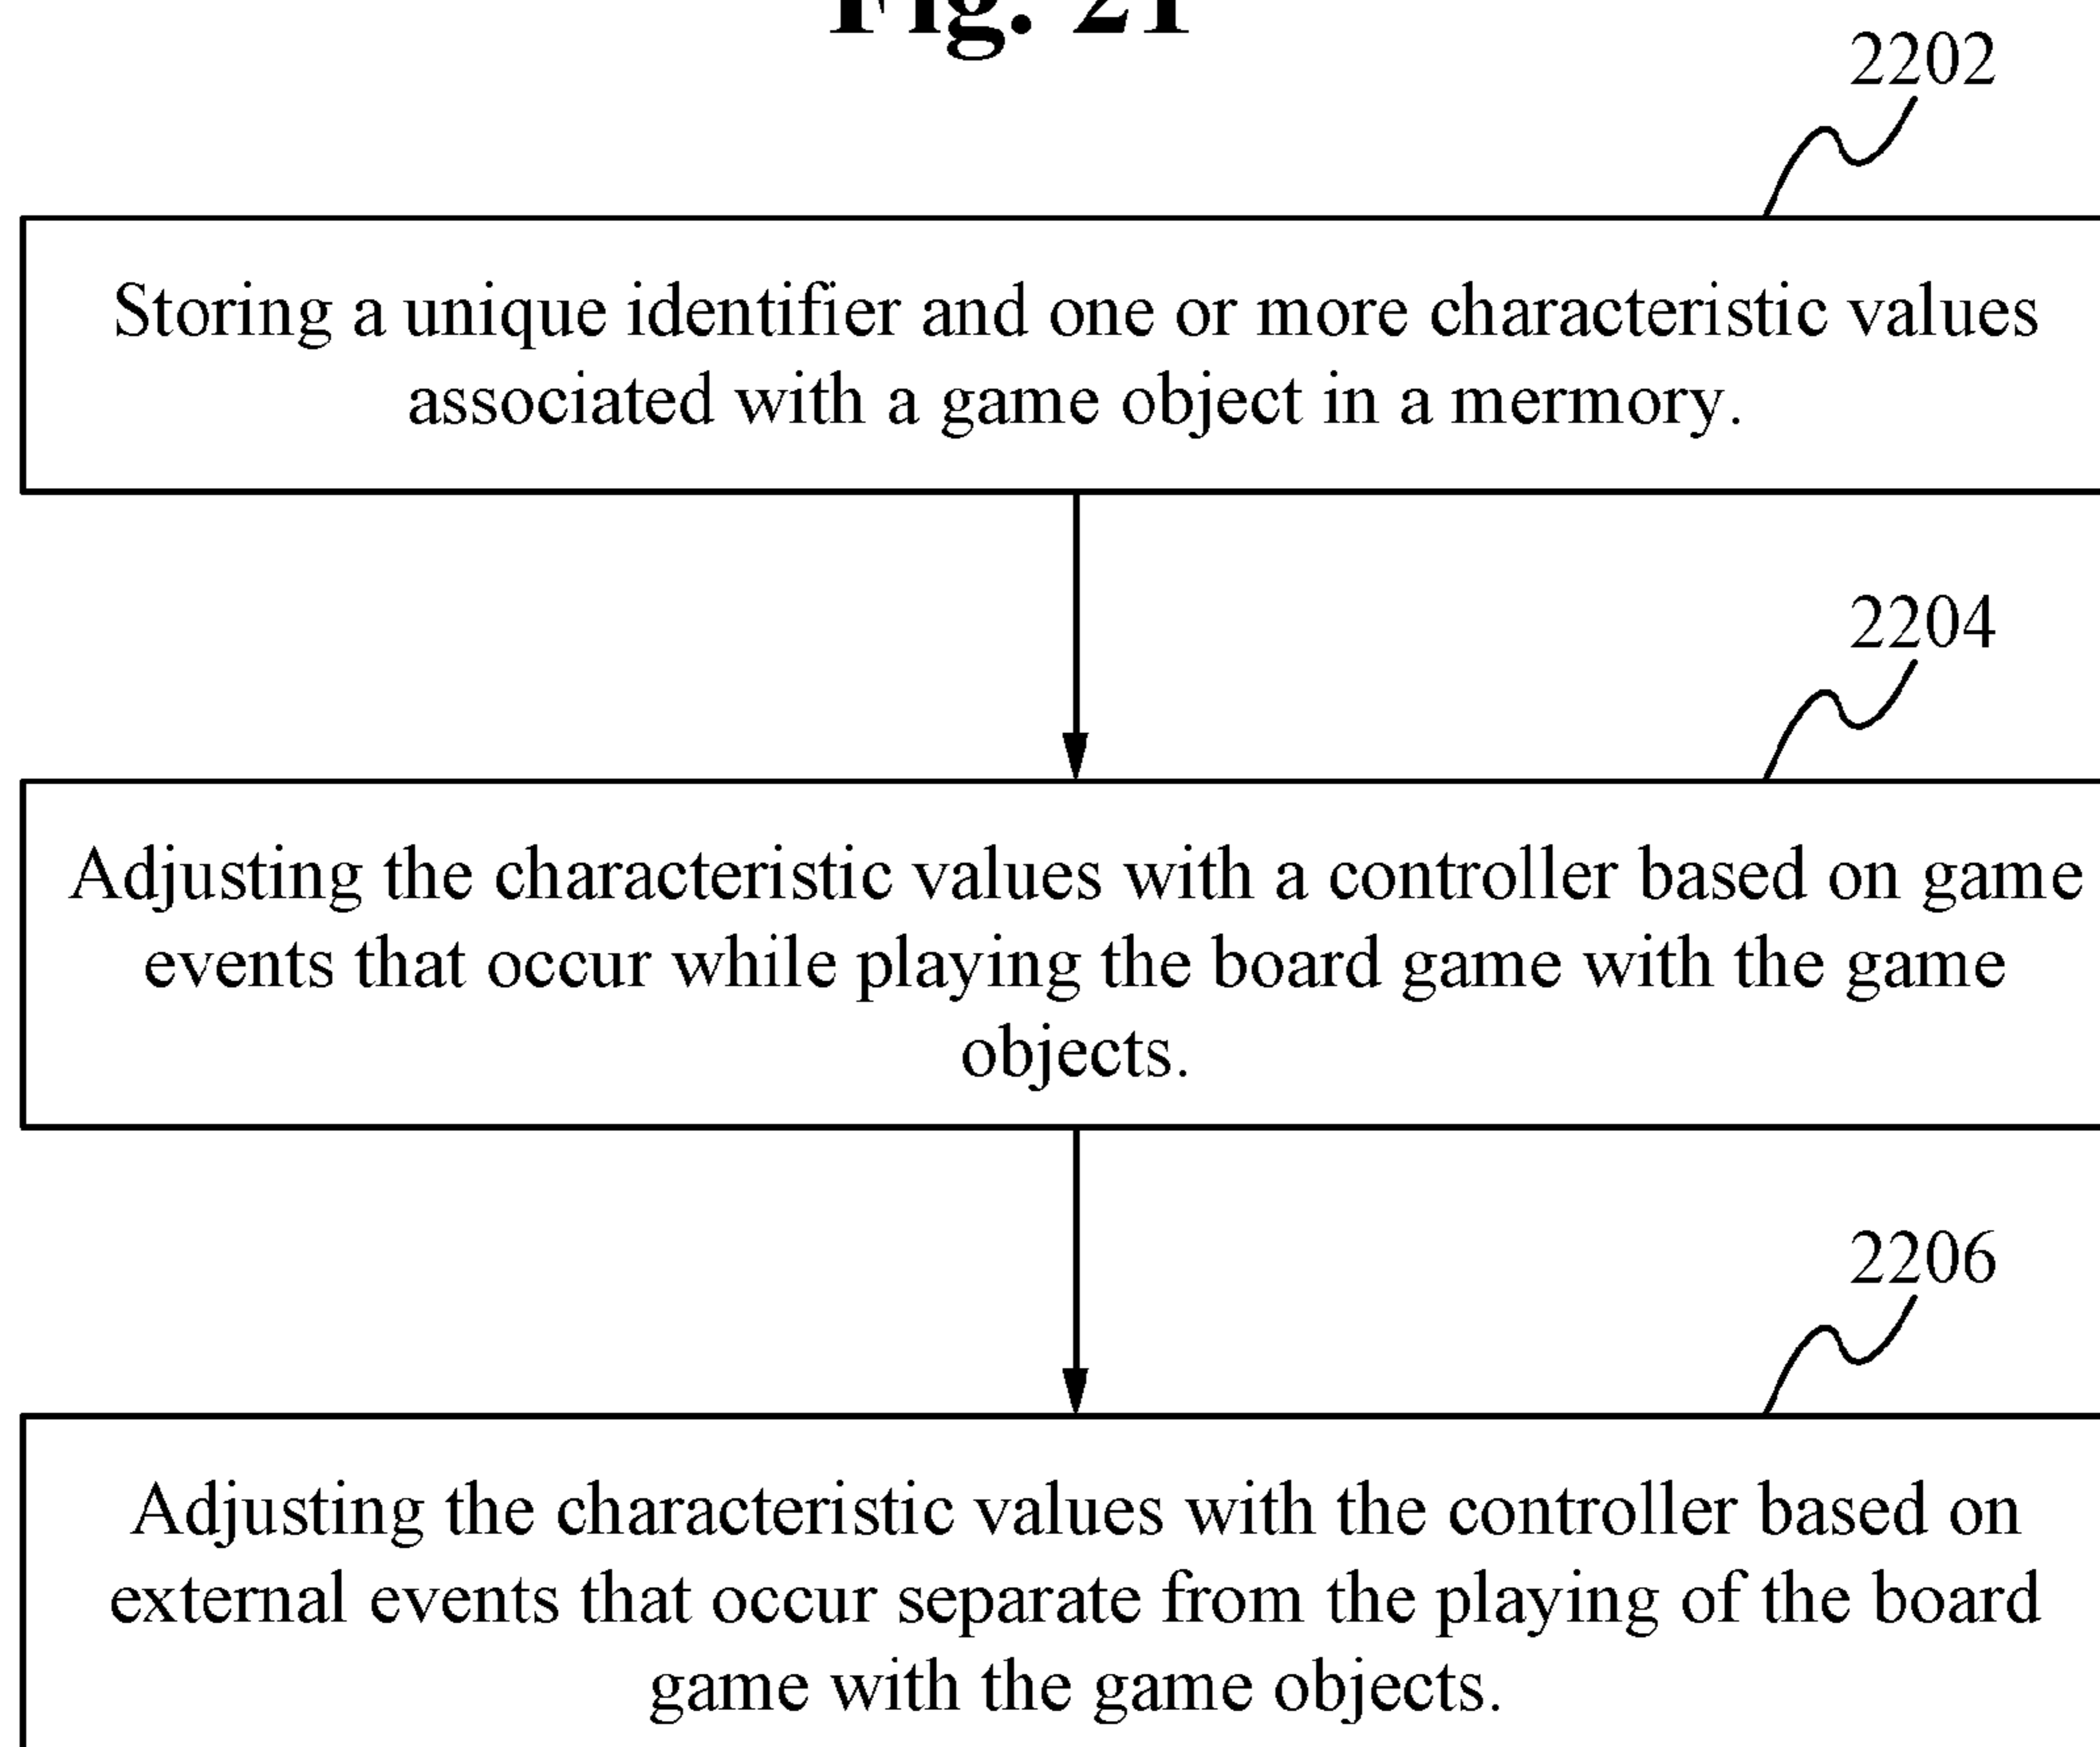 Fig. 21
2202
Storing a unique identifier and one or more characteristic values
associated with a game object in a mermory.
2204
Adjusting the characteristic values with a controller based on game
events that occur while playing the board game with the game
objects.
2206
Adjusting the characteristic values with the controller based on
external events that occur separate from the playing of the board
game with the game objects.